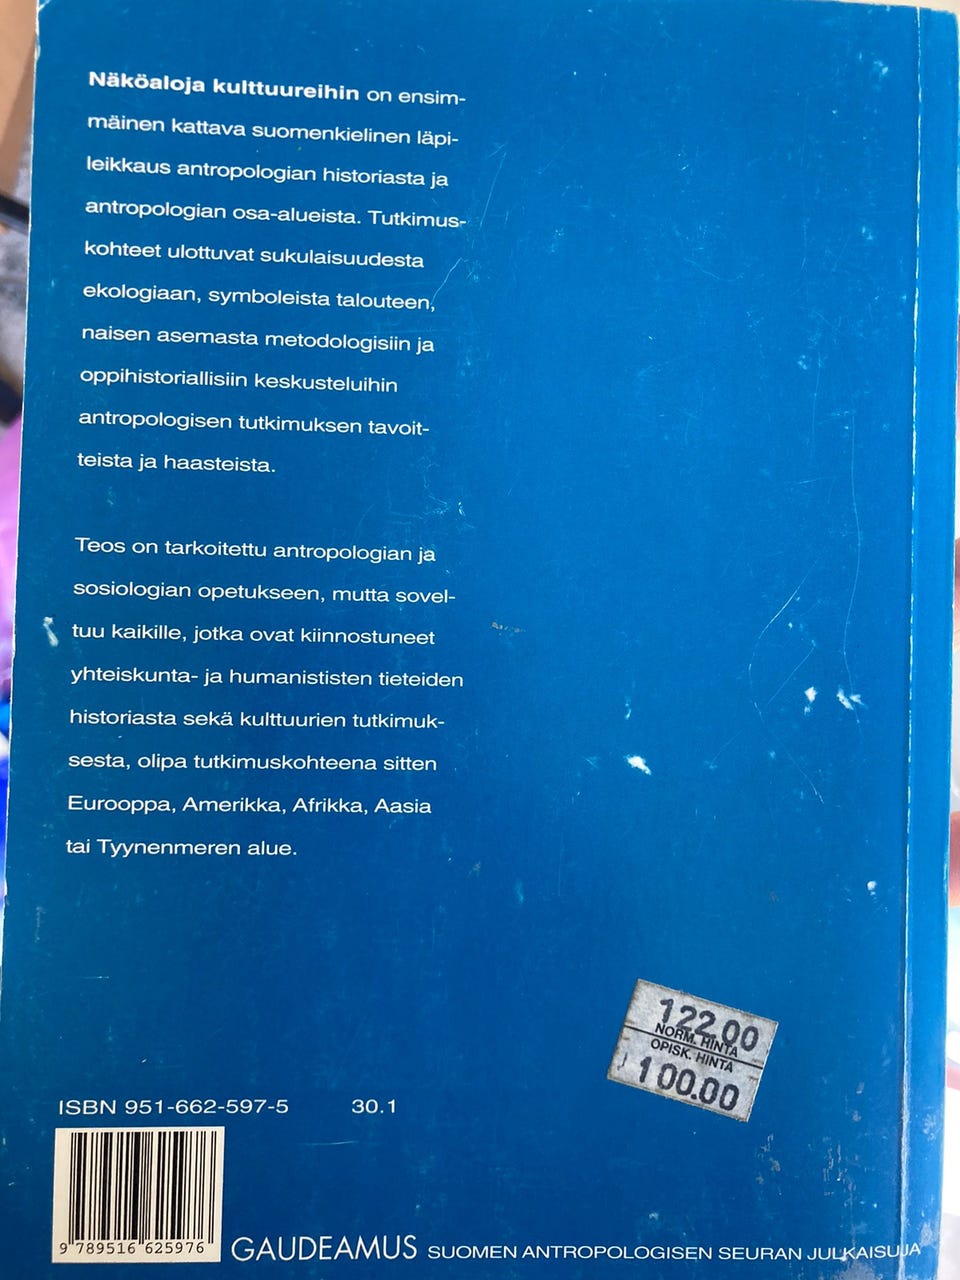 Näköaloja kulttuureihin on ensim-
mäinen kattava suomenkielinen läpi-
leikkaus antropologian historiasta ja
antropologian osa-alueista. Tutkimus-
kohteet ulottuvat sukulaisuudesta
ekologiaan, symboleista talouteen,
naisen asemasta metodologisiin ja
oppihistoriallisiin keskusteluihin
antropologisen tutkimuksen tavoit-
teista ja haasteista.
Teos on tarkoitettu antropologian ja
sosiologian opetukseen, mutta sovel-
tuu kaikille, jotka ovat kiinnostuneet
yhteiskunta- ja humanististen tieteiden
historiasta sekä kulttuurien tutkimuk-
sesta, olipa tutkimuskohteena sitten
Eurooppa, Amerikka, Afrikka, Aasia
tai Tyynenmeren alue.
122.00
NORM. HINTA
OPISK. HINTA
100.00
ISBN 951-662-597-5 30.1
9 789516 625976
GAUDEAMUS SUOMEN ANTROPOLOGISEN SEURAN JULKAISUJA